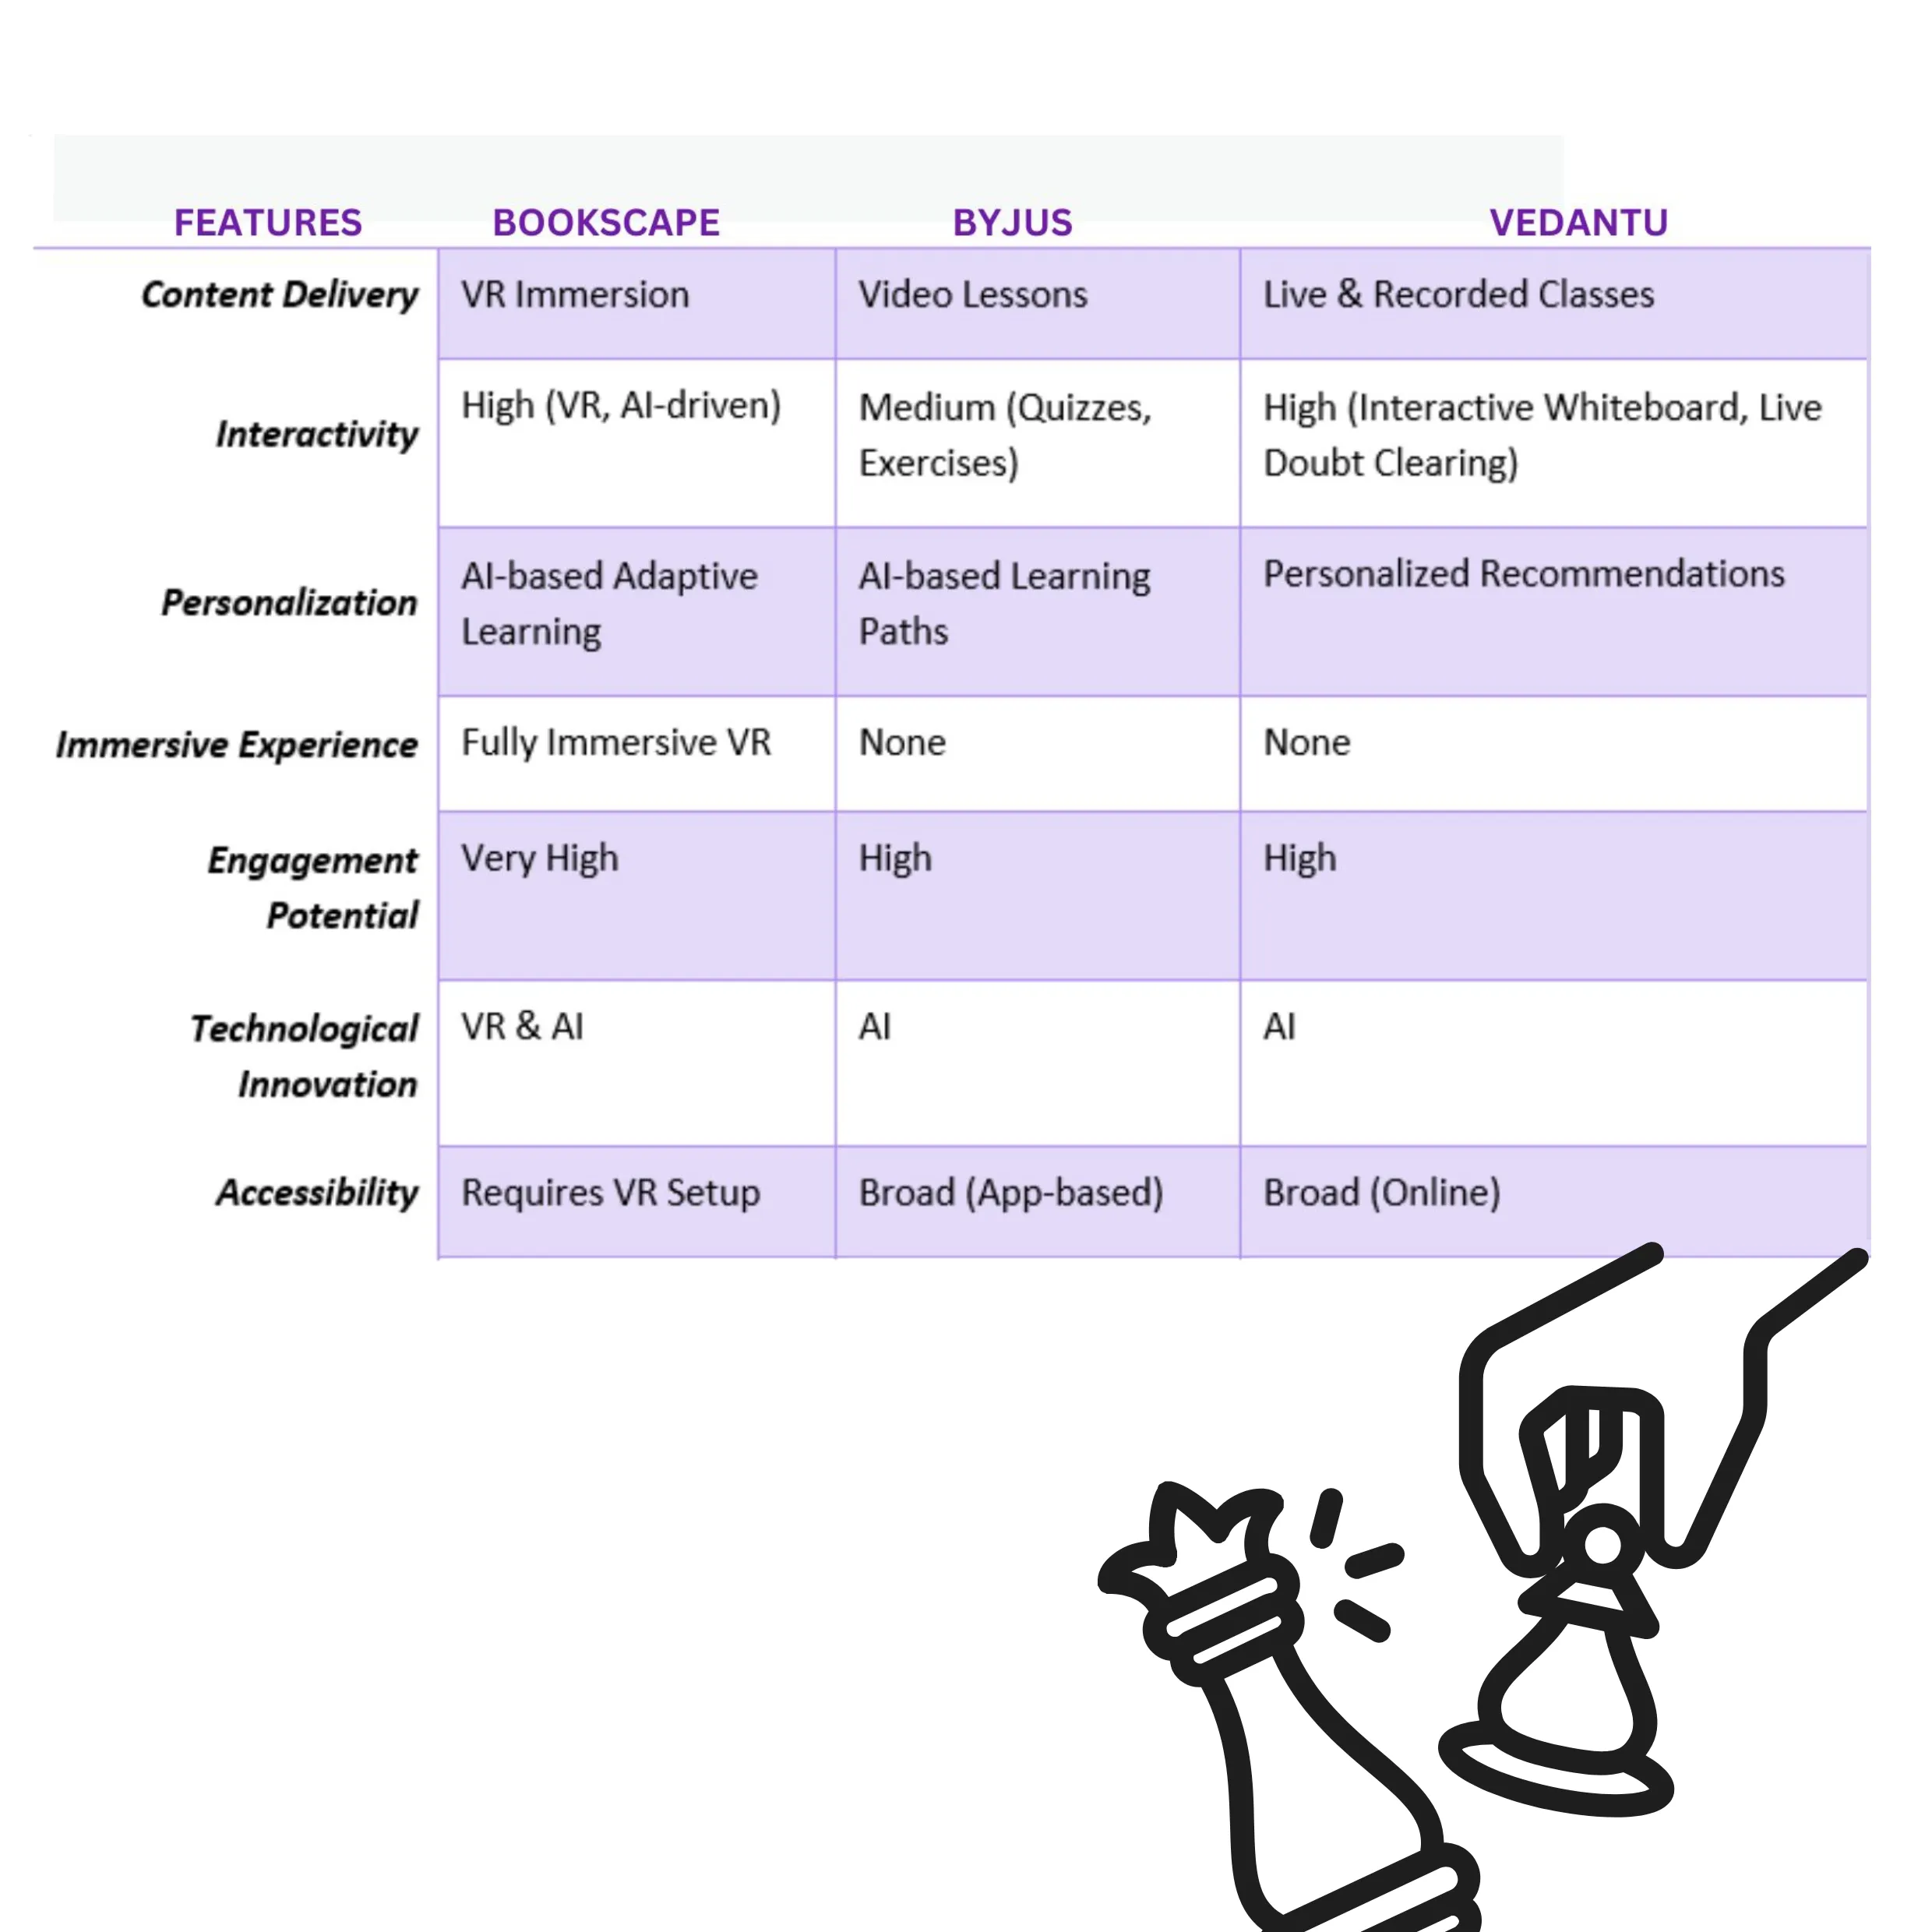 FEATURES BOOKSCAPE BYJUS VEDANTU
Content Delivery VR Immersion Video Lessons Live & Recorded Classes
Interactivity High (VR, AI-driven) Medium (Quizzes, High (Interactive Whiteboard, Live
Exercises) Doubt Clearing)
Personalization AI-based Adaptive AI-based Learning Personalized Recommendations
Learning Paths
Immersive Experience Fully Immersive VR None None
Engagement Very High High High
Potential
Technological VR & AI AI AI
Innovation
Accessibility Requires VR Setup Broad (App-based) Broad (Online)